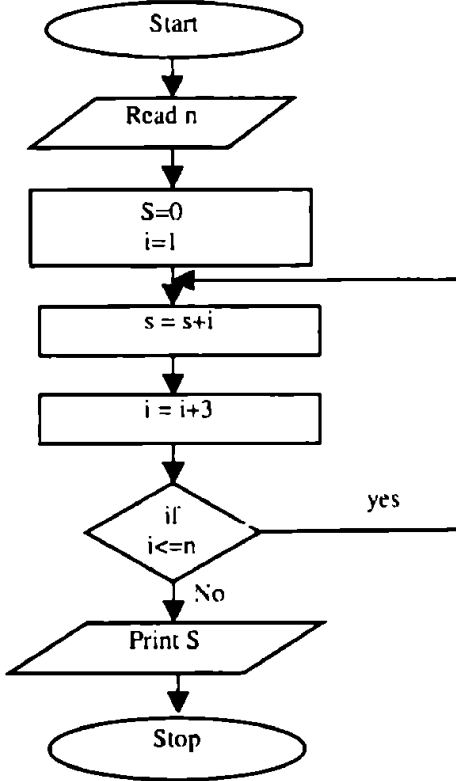 Start
Read n
S=0
i=1
s = s+i
i = i+3
if
i<=n
yes
No
Print S
Stop